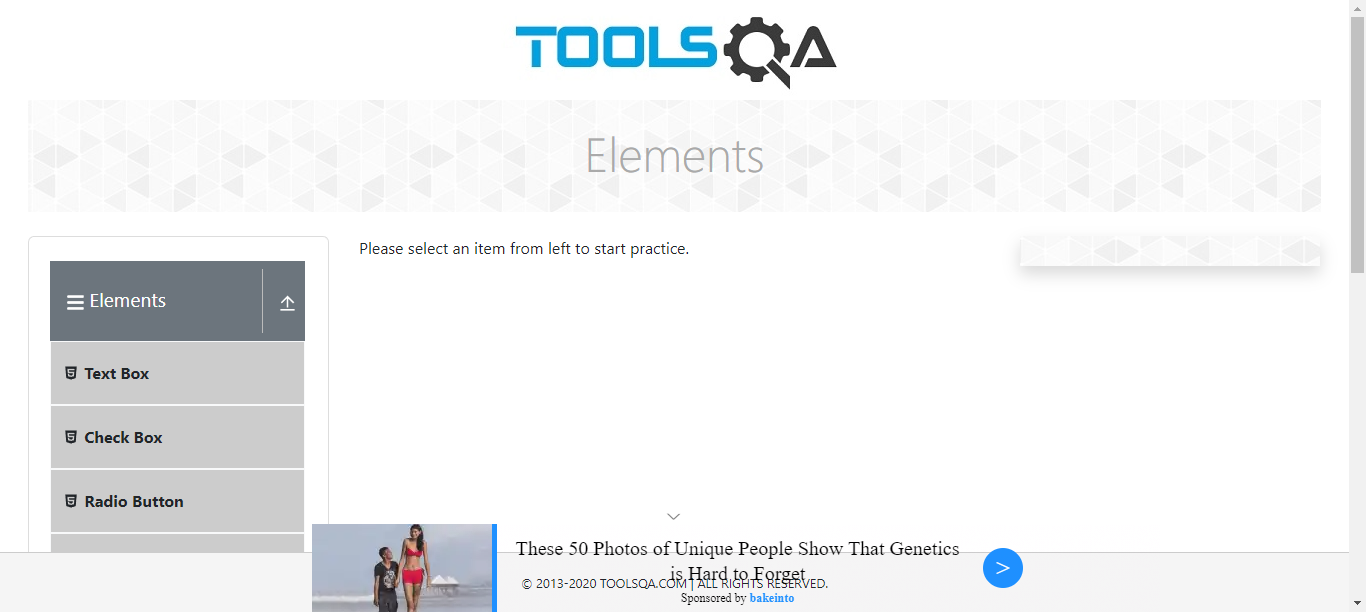 TOOLSQA
Elements
Elements
Text Box
Check Box
Radio Button
Please select an item from left to start practice.
These 50 Photos of Unique People Show That Genetics
is Hard to Forget
© 2013-2020 TOOLSQA.COM | ALL RIGHTS RESERVED.
Sponsored by bakeinto